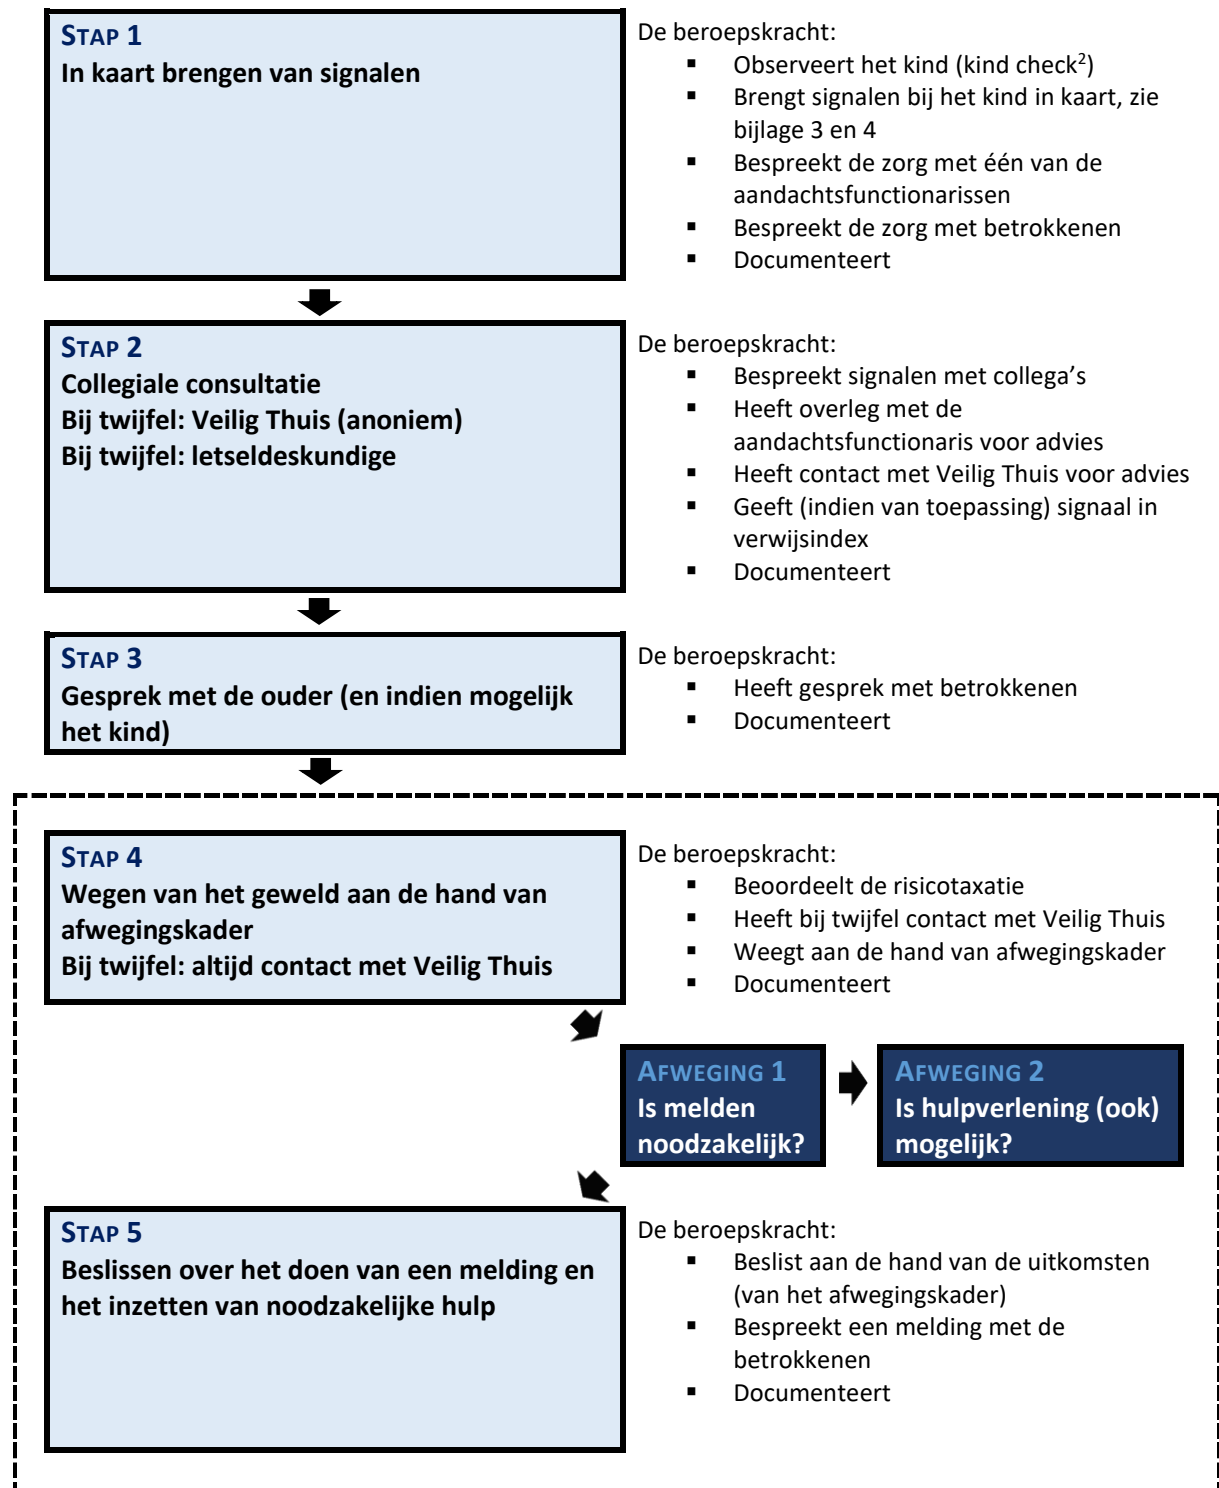 STAP 1
In kaart brengen van signalen
De beroepskracht:
▪ Observeert het kind (kind check²)
▪ Brengt signalen bij het kind in kaart, zie
bijlage 3 en 4
▪ Bespreekt de zorg met één van de
aandachtsfunctionarissen
▪ Bespreekt de zorg met betrokkenen
▪ Documenteert
STAP 2
Collegiale consultatie
Bij twijfel: Veilig Thuis (anoniem)
Bij twijfel: letseldeskundige
De beroepskracht:
▪ Bespreekt signalen met collega’s
▪ Heeft overleg met de
aandachtsfunctionaris voor advies
▪ Heeft contact met Veilig Thuis voor advies
▪ Geeft (indien van toepassing) signaal in
verwijsindex
▪ Documenteert
STAP 3
Gesprek met de ouder (en indien mogelijk
het kind)
De beroepskracht:
▪ Heeft gesprek met betrokkenen
▪ Documenteert
STAP 4
Wegen van het geweld aan de hand van
afwegingskader
Bij twijfel: altijd contact met Veilig Thuis
De beroepskracht:
▪ Beoordeelt de risicotaxatie
▪ Heeft bij twijfel contact met Veilig Thuis
▪ Weegt aan de hand van afwegingskader
▪ Documenteert
AFWEGING 1
Is melden
noodzakelijk?
AFWEGING 2
Is hulpverlening (ook)
mogelijk?
STAP 5
Beslissen over het doen van een melding en
het inzetten van noodzakelijke hulp
De beroepskracht:
▪ Beslist aan de hand van de uitkomsten
(van het afwegingskader)
▪ Bespreekt een melding met de
betrokkenen
▪ Documenteert